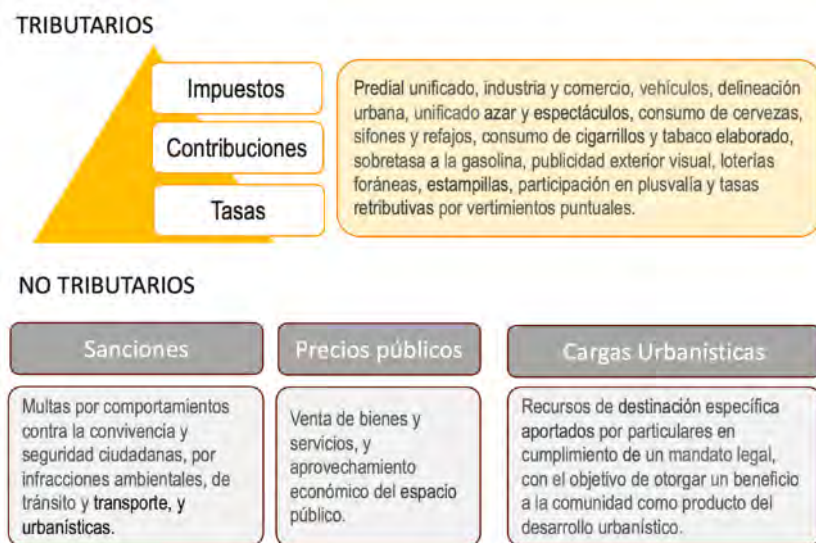 TRIBUTARIOS
Impuestos
Contribuciones
Tasas
Predial unificado, industria y comercio, vehículos, delineación
urbana, unificado azar y espectáculos, consumo de cervezas,
sifones y refajos, consumo de cigarrillos y tabaco elaborado,
sobretasa a la gasolina, publicidad exterior visual, loterías
foráneas, estampillas, participación en plusvalía y tasas
retributivas por vertimientos puntuales.
NO TRIBUTARIOS
Sanciones
Multas por comportamientos
contra la convivencia y
seguridad ciudadanas, por
infracciones ambientales, de
tránsito y transporte, y
urbanísticas.
Precios públicos
Venta de bienes y
servicios, y
aprovechamiento
económico del espacio
público.
Cargas Urbanísticas
Recursos de destinación específica
aportados por particulares en
cumplimiento de un mandato legal,
con el objetivo de otorgar un beneficio
a la comunidad como producto del
desarrollo urbanístico.